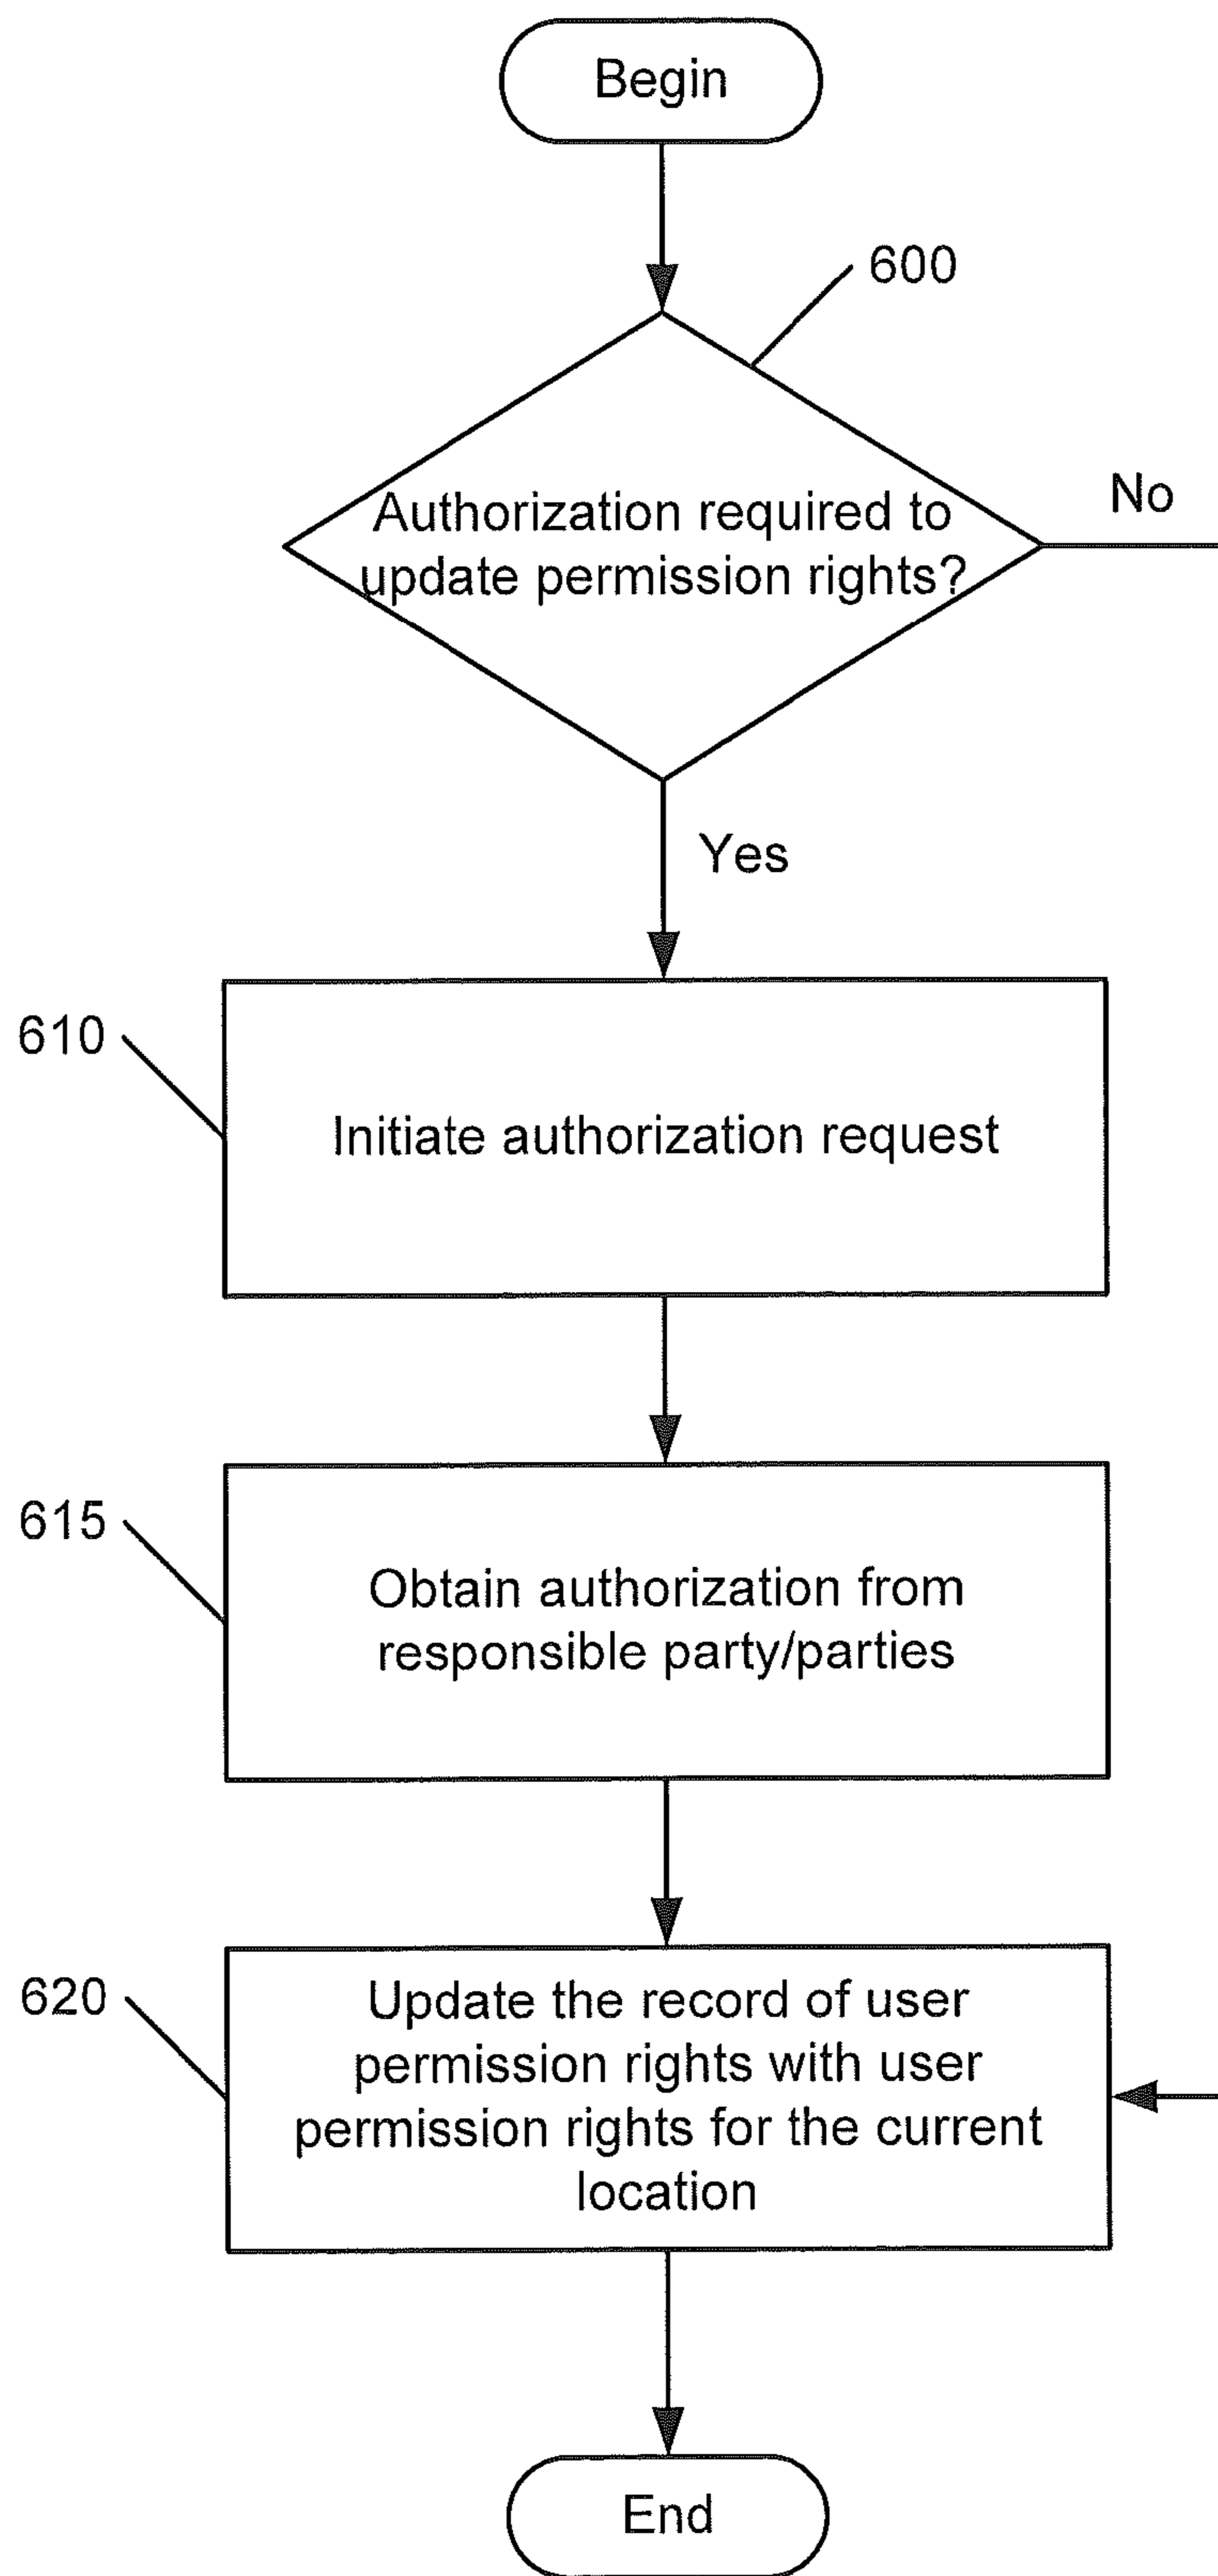 Begin
600
Authorization required to
update permission rights?
No
Yes
610
Initiate authorization request
615
Obtain authorization from
responsible party/parties
620
Update the record of user
permission rights with user
permission rights for the current
location
End